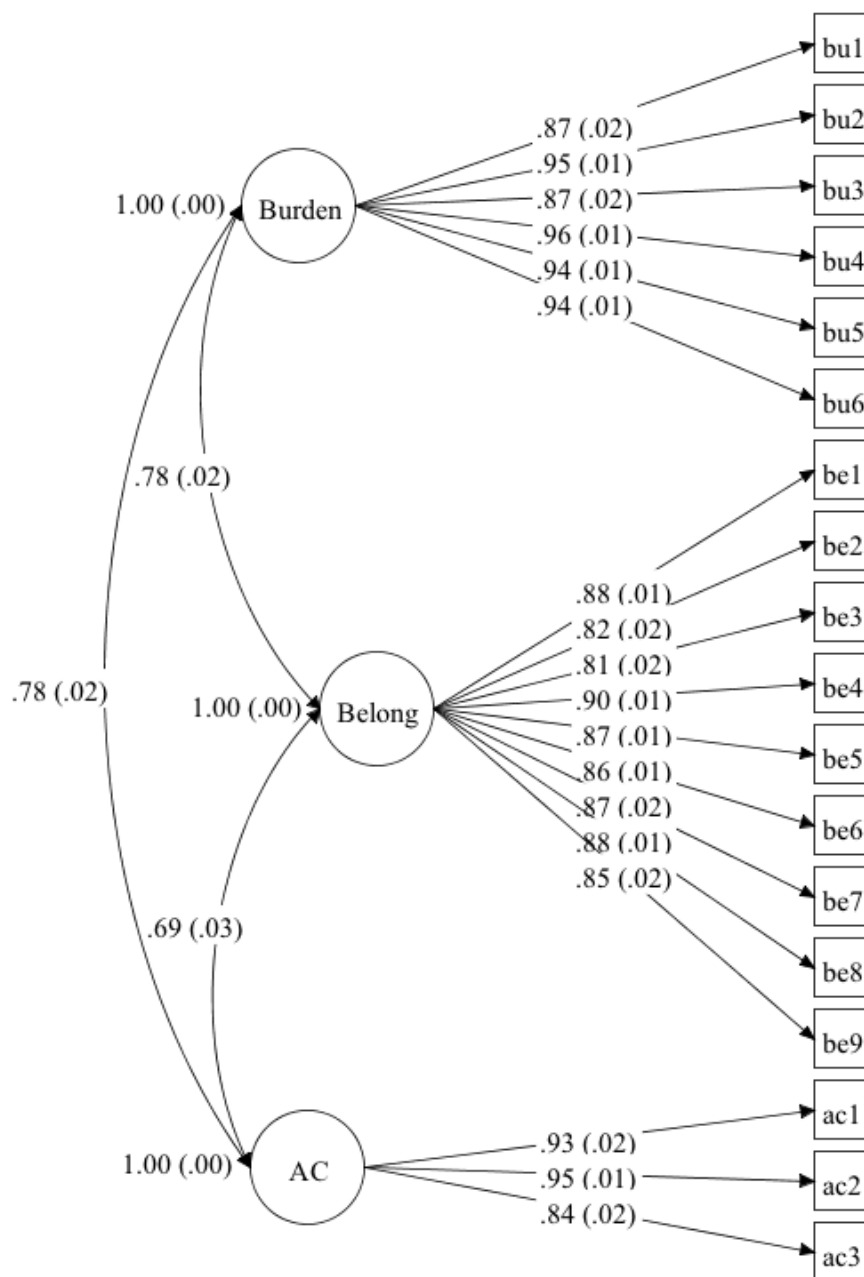 bu1
.87 (.02)
bu2
.95 (.01)
bu3
.87 (.02)
1.00 (.00)
Burden
.96 (.01)
bu4
.94 (.01)
.94 (.01)
bu5
bu6
be1
.78 (.02)
be2
.88 (.01)
be3
.82 (.02)
.81 (.02)
be4
.78 (.02)
.90 (.01)
1.00 (.00)
Belong
.87 (.01)
be5
.86 (.01)
.87 (.02)
be6
.88 (.01)
.85 (.02)
be7
.69 (.03)
be8
be9
ac1
.93 (.02)
1.00 (.00)
AC
.95 (.01)
ac2
.84 (.02)
ac3